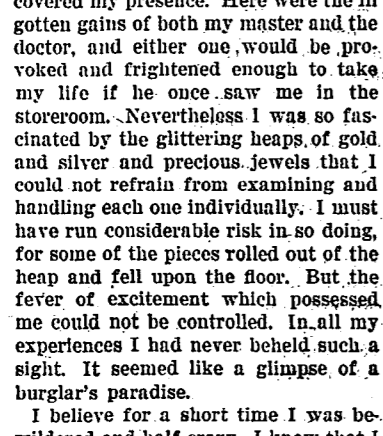 covered my presence. Here were the ill
gotten gains of both my master and the
doctor, and either one would be pro-
voked and frightened enough to take
my life if he once saw me in the
storeroom. Nevertheless I was so fas-
cinated by the glittering heaps of gold
and silver and precious jewels that I
could not refrain from examining and
handling each one individually. I must
have run considerable risk in so doing,
for some of the pieces rolled out of the
heap and fell upon the floor. But the
fever of excitement which possessed
me could not be controlled. In all my
experiences I had never beheld such a
sight. It seemed like a glimpse of a
burglar's paradise.
I believe for a short time I was be-
wildered and half crazy. I knew that I